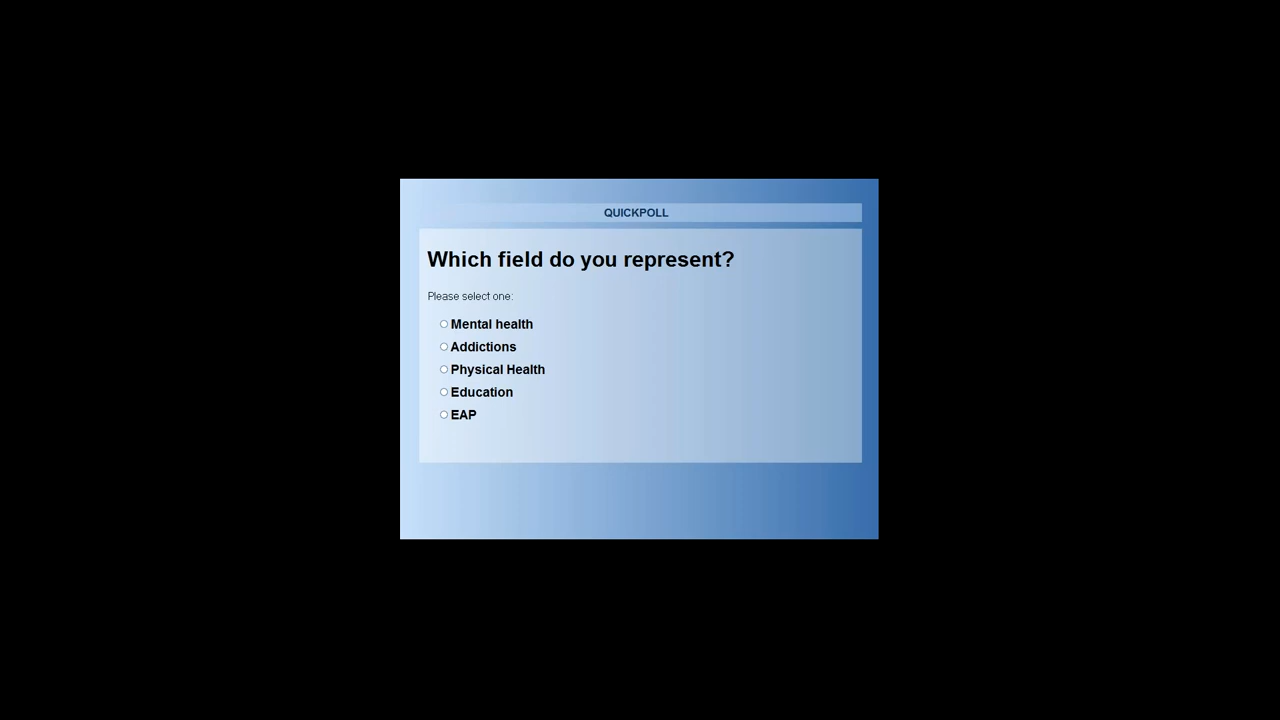 QUICKPOLL
Which field do you represent?
Please select one:
Mental health
Addictions
Physical Health
Education
EAP